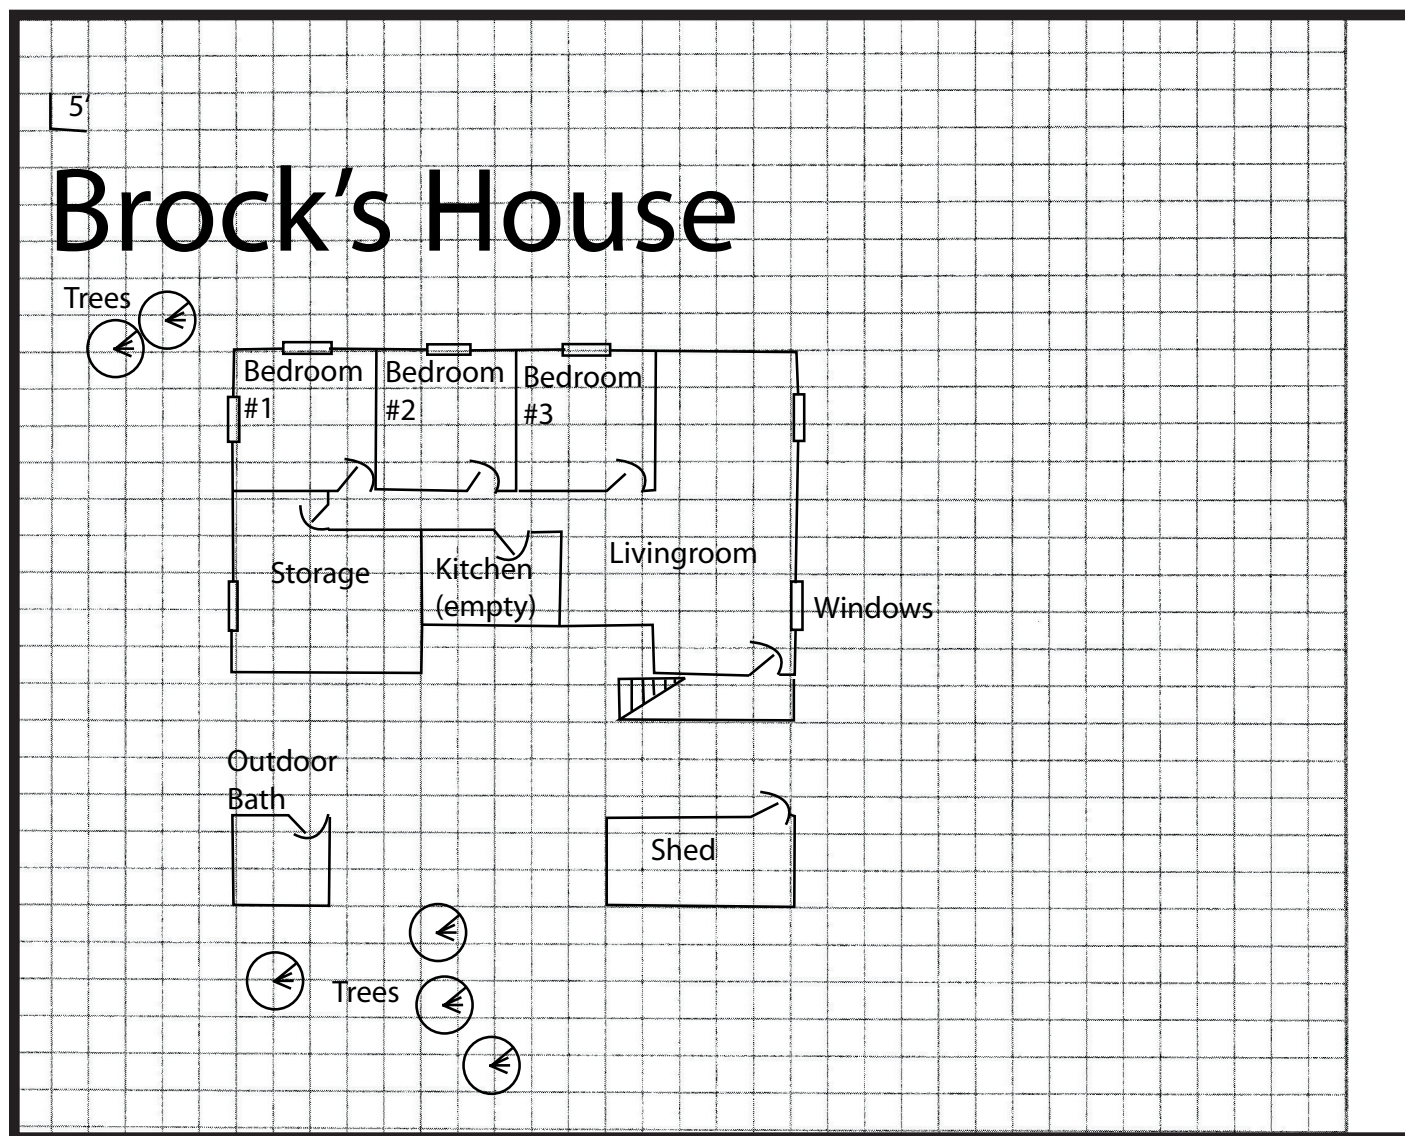 5'
Brock's House
Trees
Bedroom
#1
Bedroom
#2
Bedroom
#3
Storage
Kitchen
(empty)
Livingroom
Windows
Outdoor
Bath
Shed
Trees